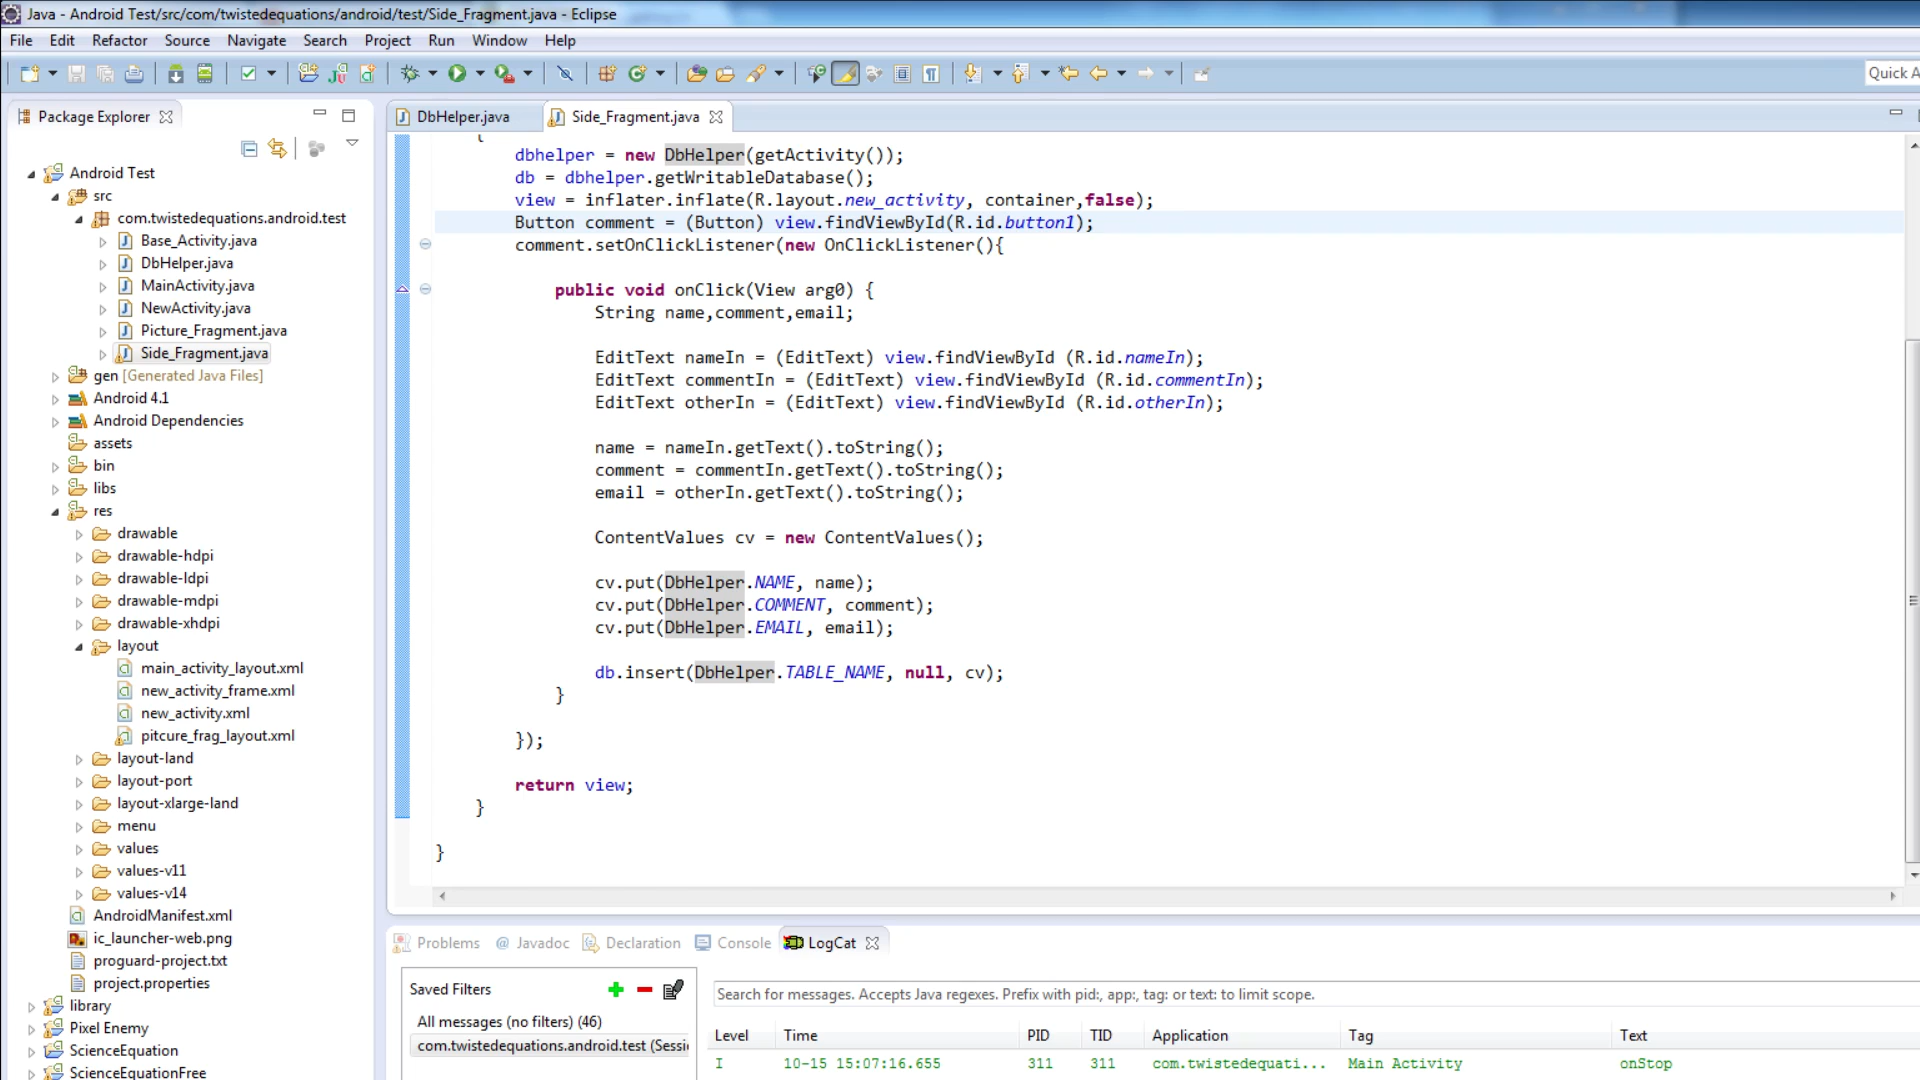 Java - Android Test/src/com/twistedequations/android/test/Side_Fragment.java - Eclipse
File Edit Refactor Source Navigate Search Project Run Window Help
Quick A
Package Explorer
Android Test
src
com.twistedequations.android.test
Base_Activity.java
DbHelper.java
MainActivity.java
NewActivity.java
Picture_Fragment.java
Side_Fragment.java
gen [Generated Java Files]
Android 4.1
Android Dependencies
assets
bin
libs
res
drawable
drawable-hdpi
drawable-ldpi
drawable-mdpi
drawable-xhdpi
layout
main_activity_layout.xml
new_activity_frame.xml
new_activity.xml
pitcure_frag_layout.xml
layout-land
layout-port
layout-xlarge-land
menu
values
values-v11
values-v14
AndroidManifest.xml
ic_launcher-web.png
proguard-project.txt
project.properties
library
Pixel Enemy
ScienceEquation
ScienceEquationFree
DbHelper.java Side_Fragment.java
{
dbhelper = new DbHelper(getActivity());
db = dbhelper.getWritableDatabase();
view = inflater.inflate(R.layout.new_activity, container,false);
Button comment = (Button) view.findViewById(R.id.button1);
comment.setOnClickListener(new OnClickListener(){
public void onClick(View arg0) {
String name,comment,email;
EditText nameIn = (EditText) view.findViewById (R.id.nameIn);
EditText commentIn = (EditText) view.findViewById (R.id.commentIn);
EditText otherIn = (EditText) view.findViewById (R.id.otherIn);
name = nameIn.getText().toString();
comment = commentIn.getText().toString();
email = otherIn.getText().toString();
ContentValues cv = new ContentValues();
cv.put(DbHelper.NAME, name);
cv.put(DbHelper.COMMENT, comment);
cv.put(DbHelper.EMAIL, email);
db.insert(DbHelper.TABLE_NAME, null, cv);
}
});
return view;
}
}
Problems @ Javadoc Declaration Console LogCat
Saved Filters
All messages (no filters) (46)
com.twistedequations.android.test (Sessi
Search for messages. Accepts Java regexes. Prefix with pid:, app:, tag: or text: to limit scope.
Level Time PID TID Application Tag Text
I 10-15 15:07:16.655 311 311 com.twistedequati... Main Activity onStop